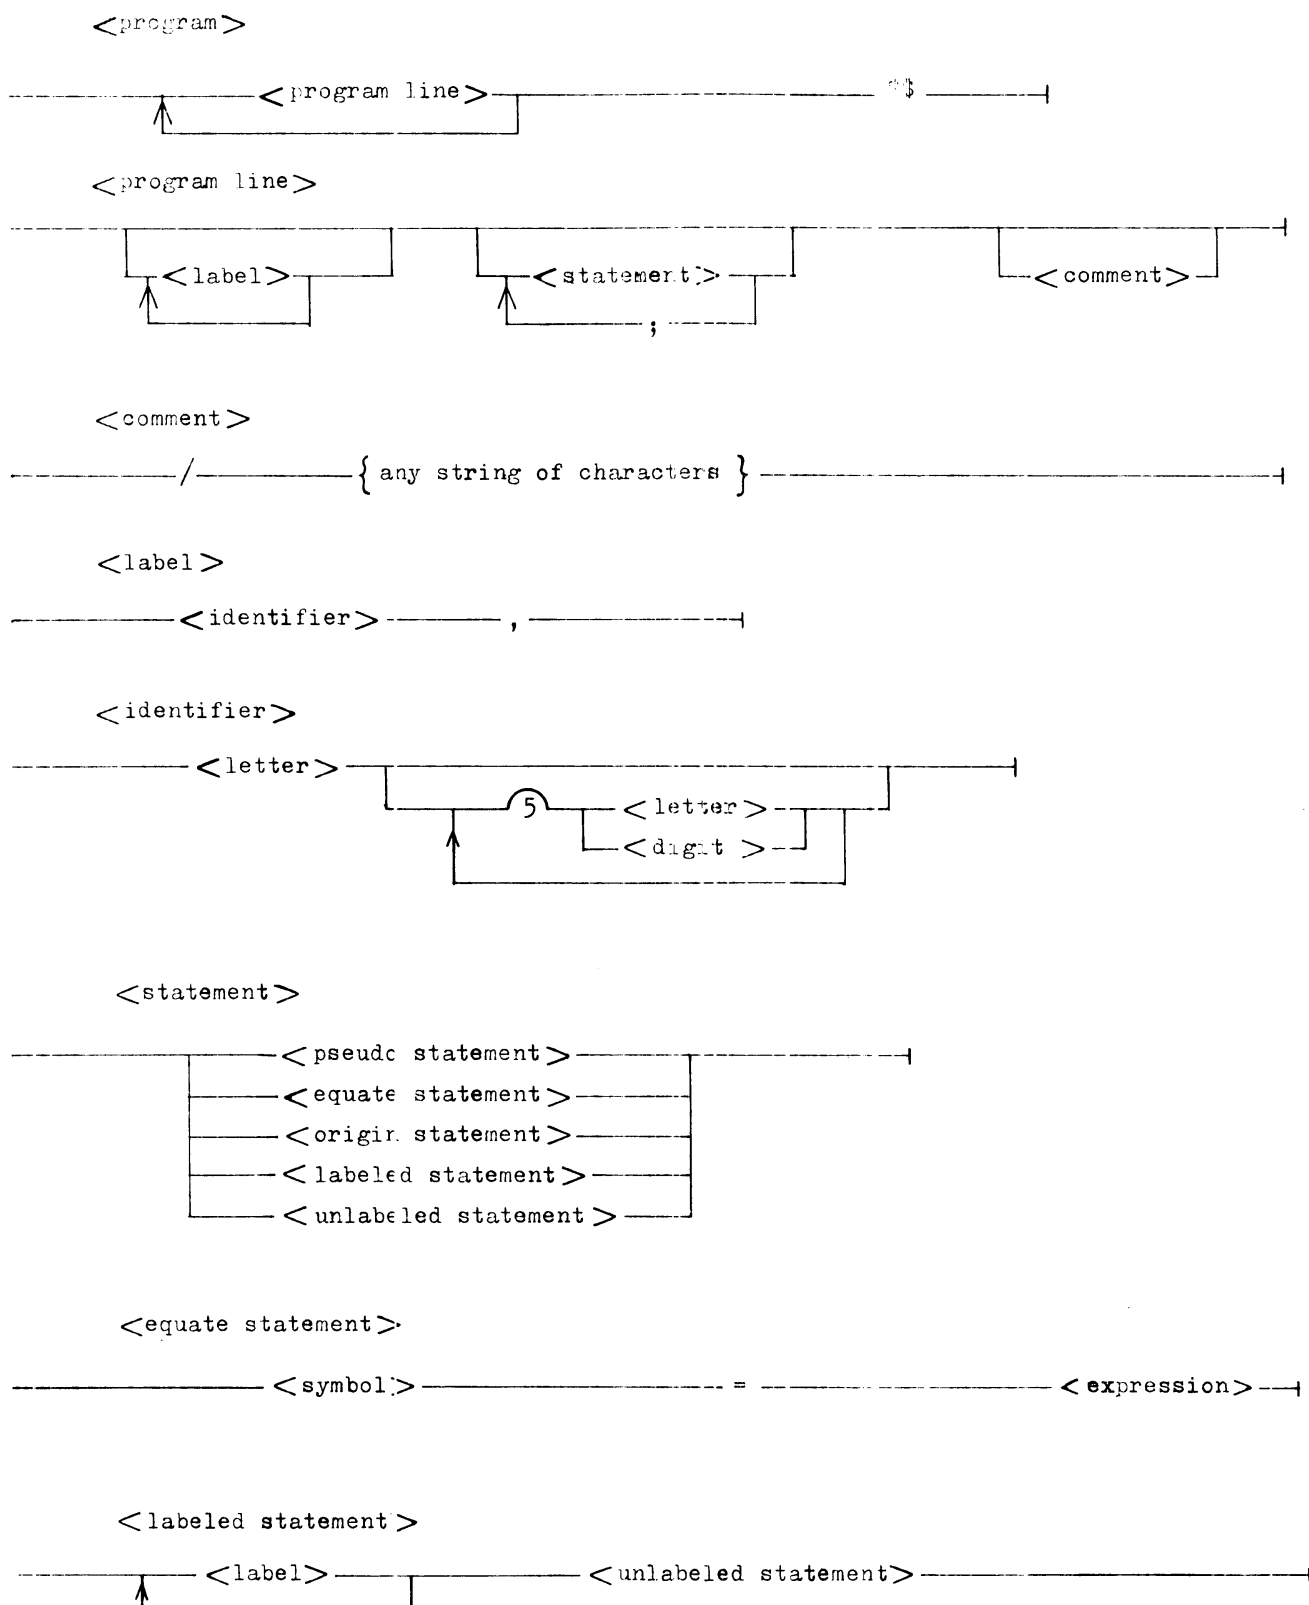 <program>
<program line> $
<program line>
<label> <statement> <comment>
;
<comment>
/ { any string of characters }
<label>
<identifier> ,
<identifier>
<letter>
5 <letter>
<digit >
<statement>
<pseudo statement>
<equate statement>
<origin statement>
<labeled statement>
<unlabeled statement>
<equate statement>
<symbol> = <expression>
<labeled statement>
<label> <unlabeled statement>